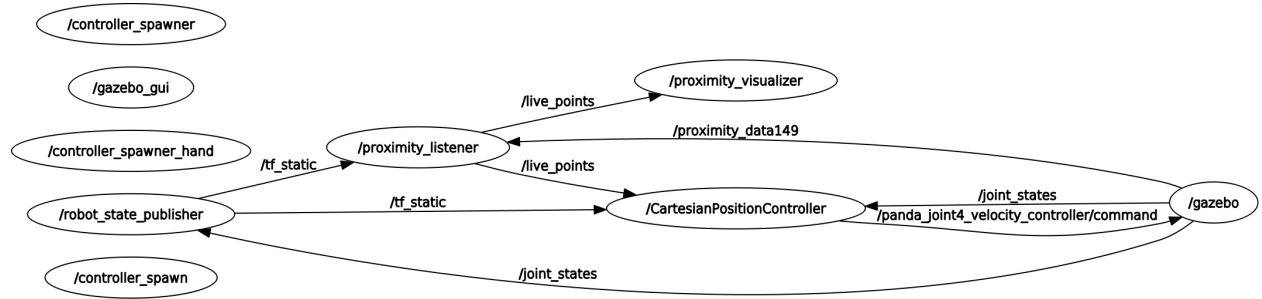 /controller_spawner
/gazebo_gui
/controller_spawner_hand
/robot_state_publisher
/controller_spawn
/tf_static
/tf_static
/proximity_listener
/live_points
/live_points
/proximity_visualizer
/proximity_data149
/CartesianPositionController
/joint_states
/panda_joint4_velocity_controller/command
/gazebo
/joint_states